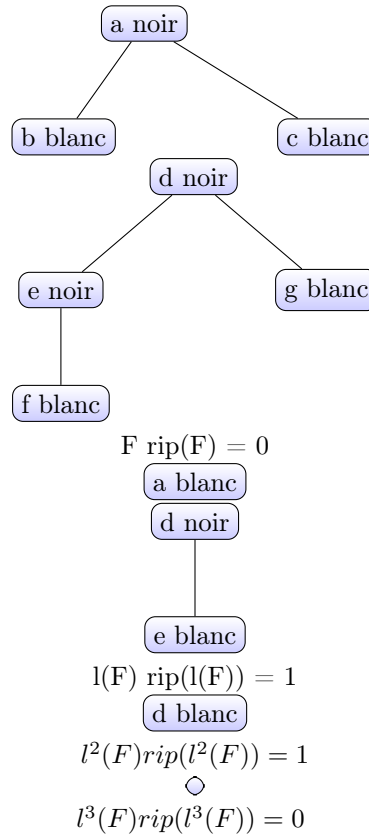 a noir
b blanc c blanc
d noir
e noir g blanc
f blanc
F rip(F) = 0
a blanc
d noir
e blanc
l(F) rip(l(F)) = 1
d blanc
l²(F)rip(l²(F)) = 1
l³(F)rip(l³(F)) = 0